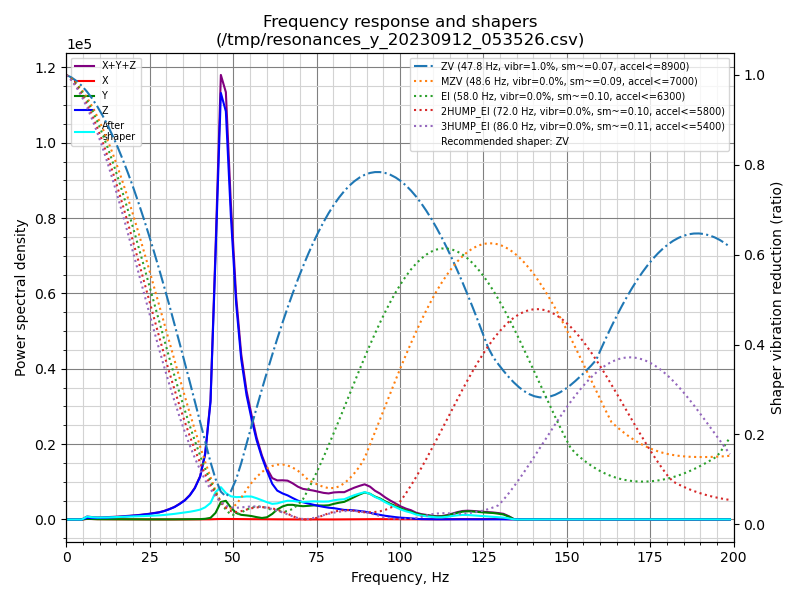 Frequency response and shapers
(/tmp/resonances_y_20230912_053526.csv)
1e5
X+Y+Z
X
Y
Z
After
shaper
ZV (47.8 Hz, vibr=1.0%, sm~=0.07, accel<=8900)
MZV (48.6 Hz, vibr=0.0%, sm~=0.09, accel<=7000)
EI (58.0 Hz, vibr=0.0%, sm~=0.10, accel<=6300)
2HUMP_EI (72.0 Hz, vibr=0.0%, sm~=0.10, accel<=5800)
3HUMP_EI (86.0 Hz, vibr=0.0%, sm~=0.11, accel<=5400)
Recommended shaper: ZV
Power spectral density
1.2
1.0
0.8
0.6
0.4
0.2
0.0
1.0
0.8
0.6
0.4
0.2
0.0
Shaper vibration reduction (ratio)
0 25 50 75 100 125 150 175 200
Frequency, Hz